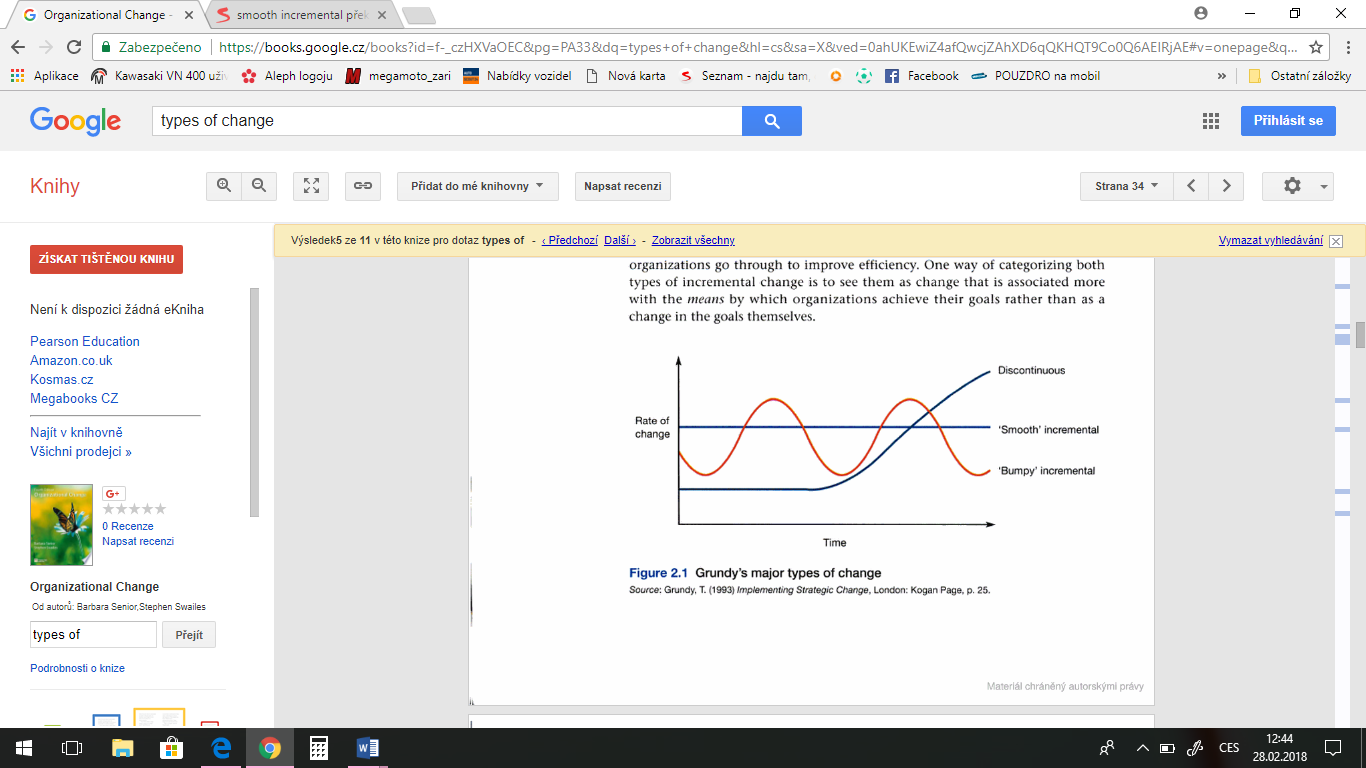 Organizational Change -
smooth incremental přek
Zabezpečeno
https://books.google.cz/books?id=f-_czHXVaOEC&pg=PA33&dq=types+of+change&hl=cs&sa=X&ved=0ahUKEwiZ4afQwcjZAhXD6qQKHQT9Co0Q6AEIRjAE#v=onepage&q...
Aplikace
Kawasaki VN 400 uživ
Aleph logoju
megamoto_zari
Nabídky vozidel
Nová karta
Seznam - najdu tam,
Facebook
POUZDRO na mobil
»
Ostatní záložky
Google
types of change
Přihlásit se
Knihy
Přidat do mé knihovny
Napsat recenzi
Strana 34
Výsledek5 ze 11 v této knize pro dotaz types of - ‹ Předchozí Další › - Zobrazit všechny
Vymazat vyhledávání
ZÍSKAT TIŠTĚNOU KNIHU
Není k dispozici žádná eKniha
Pearson Education
Amazon.co.uk
Kosmas.cz
Megabooks CZ
Najít v knihovně
Všichni prodejci »
G+
0 Recenze
Napsat recenzi
Organizational Change
Od autorů: Barbara Senior,Stephen Swailes
types of
Přejít
Podrobnosti o knize
organizations go through to improve efficiency. One way of categorizing both
types of incremental change is to see them as change that is associated more
with the means by which organizations achieve their goals rather than as a
change in the goals themselves.
Discontinuous
Rate of
change
'Smooth' incremental
'Bumpy' incremental
Time
Figure 2.1 Grundy's major types of change
Source: Grundy, T. (1993) Implementing Strategic Change, London: Kogan Page, p. 25.
Materiál chráněný autorskými právy
CES
12:44
28.02.2018